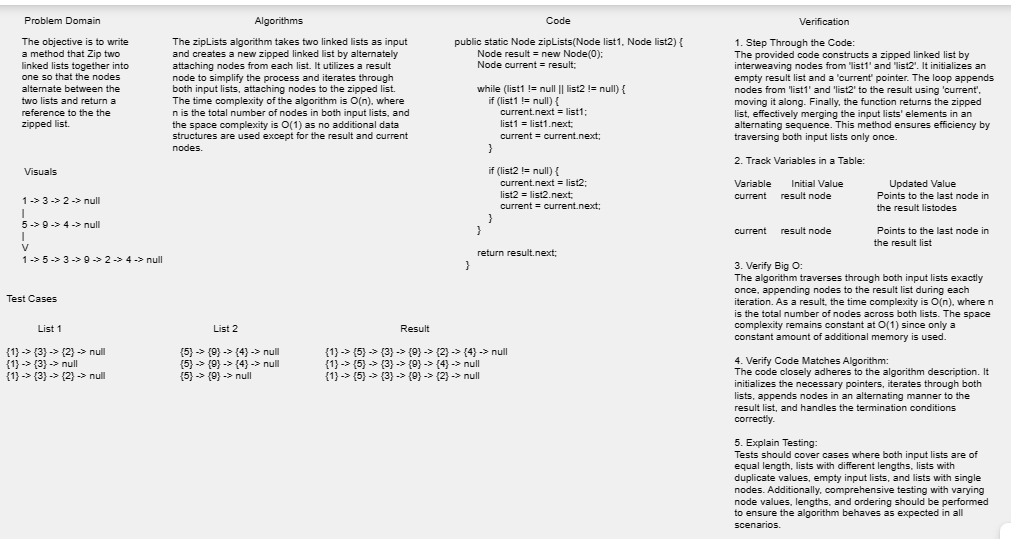 Problem Domain
The objective is to write
a method that Zip two
linked lists together into
one so that the nodes
alternate between the
two lists and return a
reference to the the
zipped list.
Visuals
1 -> 3 -> 2 -> null
|
5 -> 9 -> 4 -> null
|
V
1 -> 5 -> 3 -> 9 -> 2 -> 4 -> null
Algorithms
The zipLists algorithm takes two linked lists as input
and creates a new zipped linked list by alternately
attaching nodes from each list. It utilizes a result
node to simplify the process and iterates through
both input lists, attaching nodes to the zipped list.
The time complexity of the algorithm is O(n), where
n is the total number of nodes in both input lists, and
the space complexity is O(1) as no additional data
structures are used except for the result and current
nodes.
Code
public static Node zipLists(Node list1, Node list2) {
Node result = new Node(0);
Node current = result;
while (list1 != null || list2 != null) {
if (list1 != null) {
current.next = list1;
list1 = list1.next;
current = current.next;
}
if (list2 != null) {
current.next = list2;
list2 = list2.next;
current = current.next;
}
}
return result.next;
}
Test Cases
List 1 List 2 Result
{1} -> {3} -> {2} -> null {5} -> {9} -> {4} -> null {1} -> {5} -> {3} -> {9} -> {2} -> {4} -> null
{1} -> {3} -> null {5} -> {9} -> {4} -> null {1} -> {5} -> {3} -> {9} -> {4} -> null
{1} -> {3} -> {2} -> null {5} -> {9} -> null {1} -> {5} -> {3} -> {9} -> {2} -> null
Verification
1. Step Through the Code:
The provided code constructs a zipped linked list by
interweaving nodes from 'list1' and 'list2'. It initializes an
empty result list and a 'current' pointer. The loop appends
nodes from 'list1' and 'list2' to the result using 'current',
moving it along. Finally, the function returns the zipped
list, effectively merging the input lists' elements in an
alternating sequence. This method ensures efficiency by
traversing both input lists only once.
2. Track Variables in a Table:
Variable Initial Value Updated Value
current result node Points to the last node in
the result listodes
current result node Points to the last node in
the result list
3. Verify Big O:
The algorithm traverses through both input lists exactly
once, appending nodes to the result list during each
iteration. As a result, the time complexity is O(n), where n
is the total number of nodes across both lists. The space
complexity remains constant at O(1) since only a
constant amount of additional memory is used.
4. Verify Code Matches Algorithm:
The code closely adheres to the algorithm description. It
initializes the necessary pointers, iterates through both
lists, appends nodes in an alternating manner to the
result list, and handles the termination conditions
correctly.
5. Explain Testing:
Tests should cover cases where both input lists are of
equal length, lists with different lengths, lists with
duplicate values, empty input lists, and lists with single
nodes. Additionally, comprehensive testing with varying
node values, lengths, and ordering should be performed
to ensure the algorithm behaves as expected in all
scenarios.